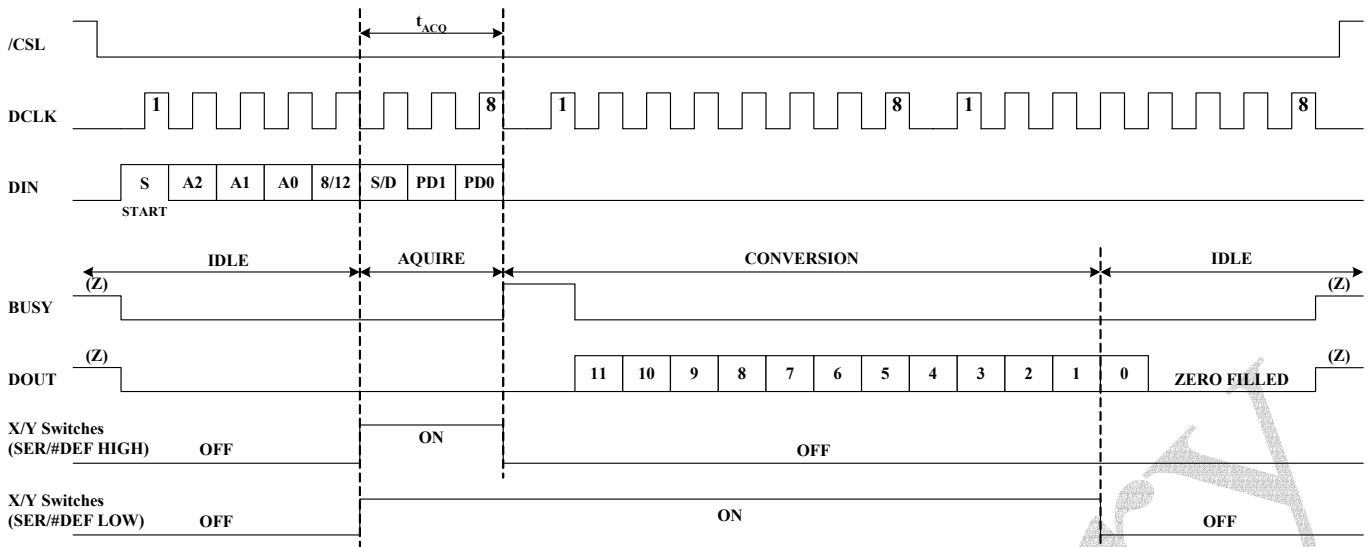 t_ACQ
/CSL
DCLK 1 8 1 8 1 8
DIN S A2 A1 A0 8/12 S/D PD1 PD0
START
IDLE AQUIRE CONVERSION IDLE
(Z) (Z)
BUSY
(Z) (Z)
DOUT 11 10 9 8 7 6 5 4 3 2 1 0 ZERO FILLED
X/Y Switches
(SER/#DEF HIGH) OFF ON OFF
X/Y Switches
(SER/#DEF LOW) OFF ON OFF